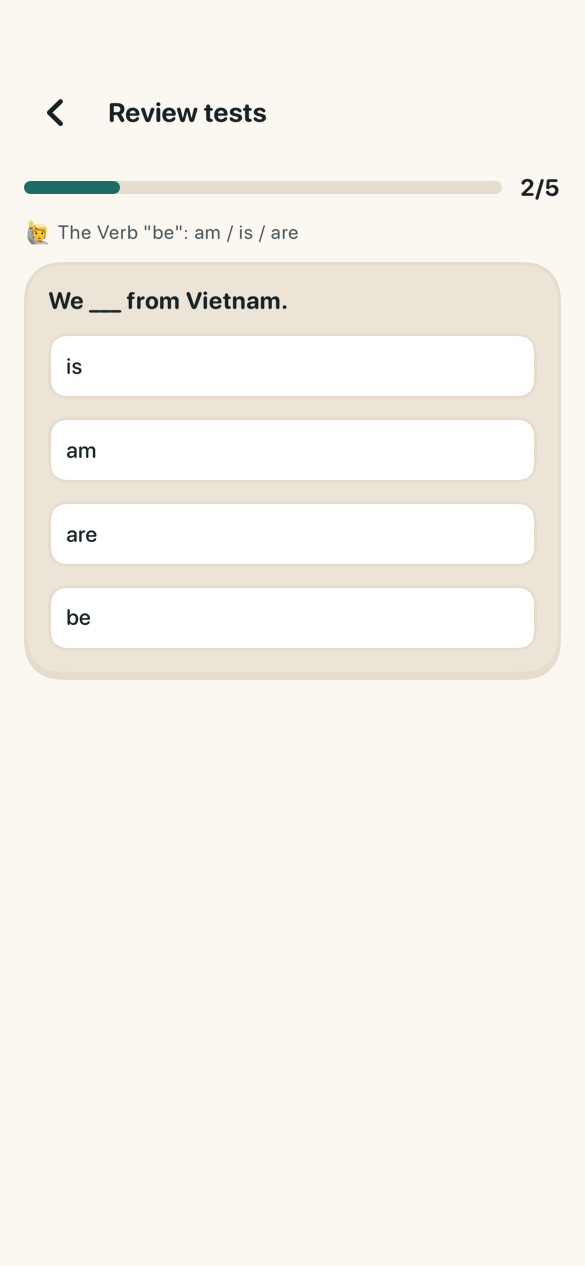 Review tests
2/5
The Verb "be": am / is / are
We ___ from Vietnam.
is
am
are
be